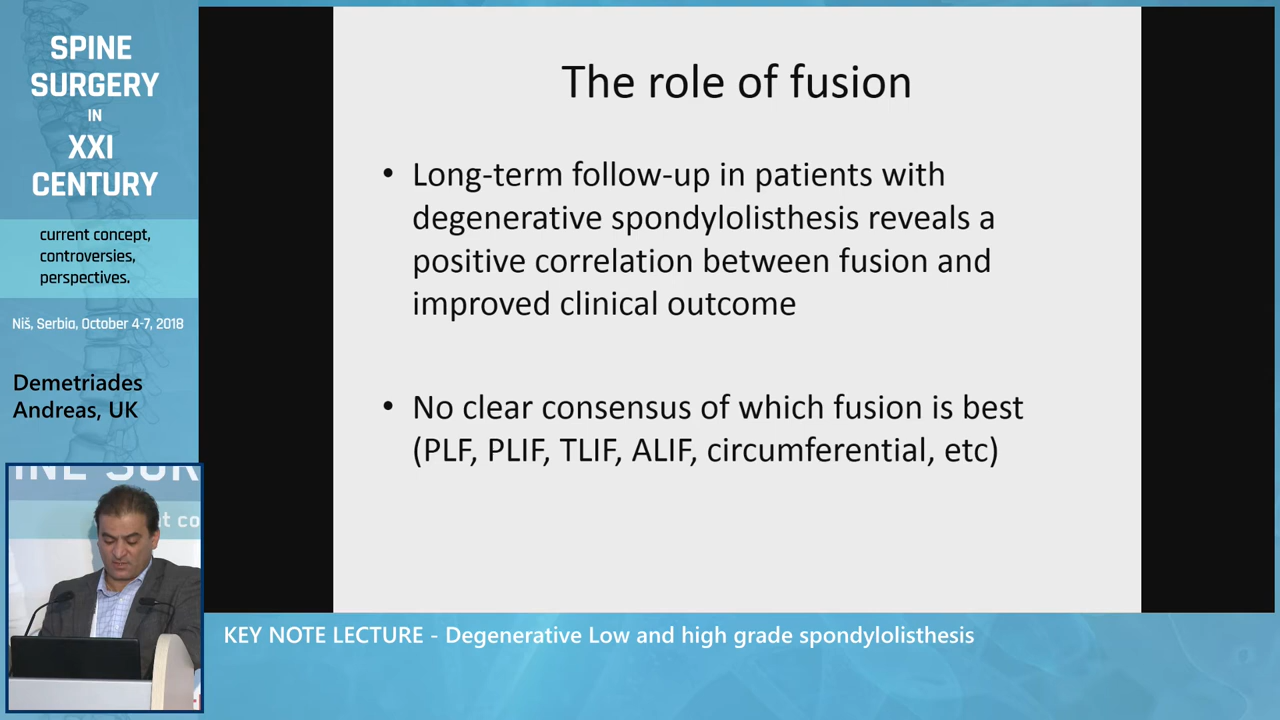 SPINE
SURGERY
IN
XXI
CENTURY
current concept,
controversies,
perspectives.
Niš, Serbia, October 4-7, 2018
Demetriades
Andreas, UK
The role of fusion
• Long-term follow-up in patients with
degenerative spondylolisthesis reveals a
positive correlation between fusion and
improved clinical outcome
• No clear consensus of which fusion is best
(PLF, PLIF, TLIF, ALIF, circumferential, etc)
KEY NOTE LECTURE - Degenerative Low and high grade spondylolisthesis